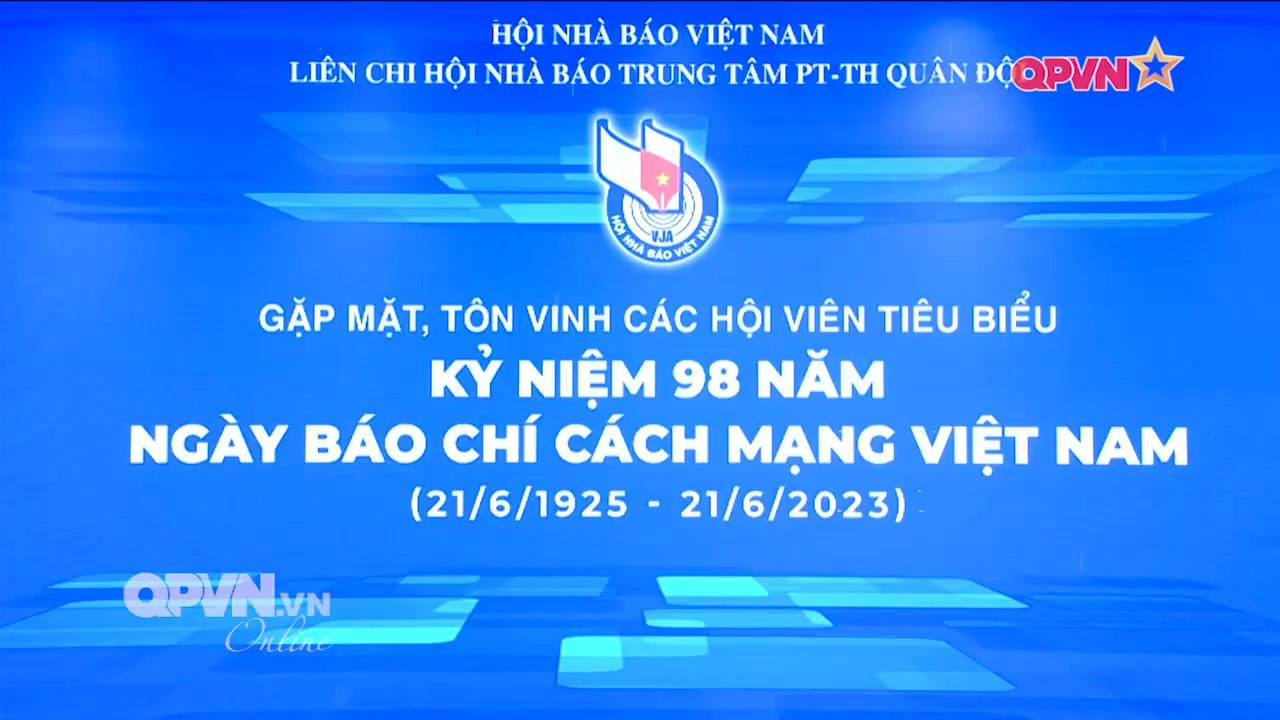 HỘI NHÀ BÁO VIỆT NAM
LIÊN CHI HỘI NHÀ BÁO TRUNG TÂM PT-TH QUÂN ĐỘI
QPVN
VJA
HỘI NHÀ BÁO VIỆT NAM
GẶP MẶT, TÔN VINH CÁC HỘI VIÊN TIÊU BIỂU
KỶ NIỆM 98 NĂM
NGÀY BÁO CHÍ CÁCH MẠNG VIỆT NAM
(21/6/1925 - 21/6/2023)
QPVN.VN
Online